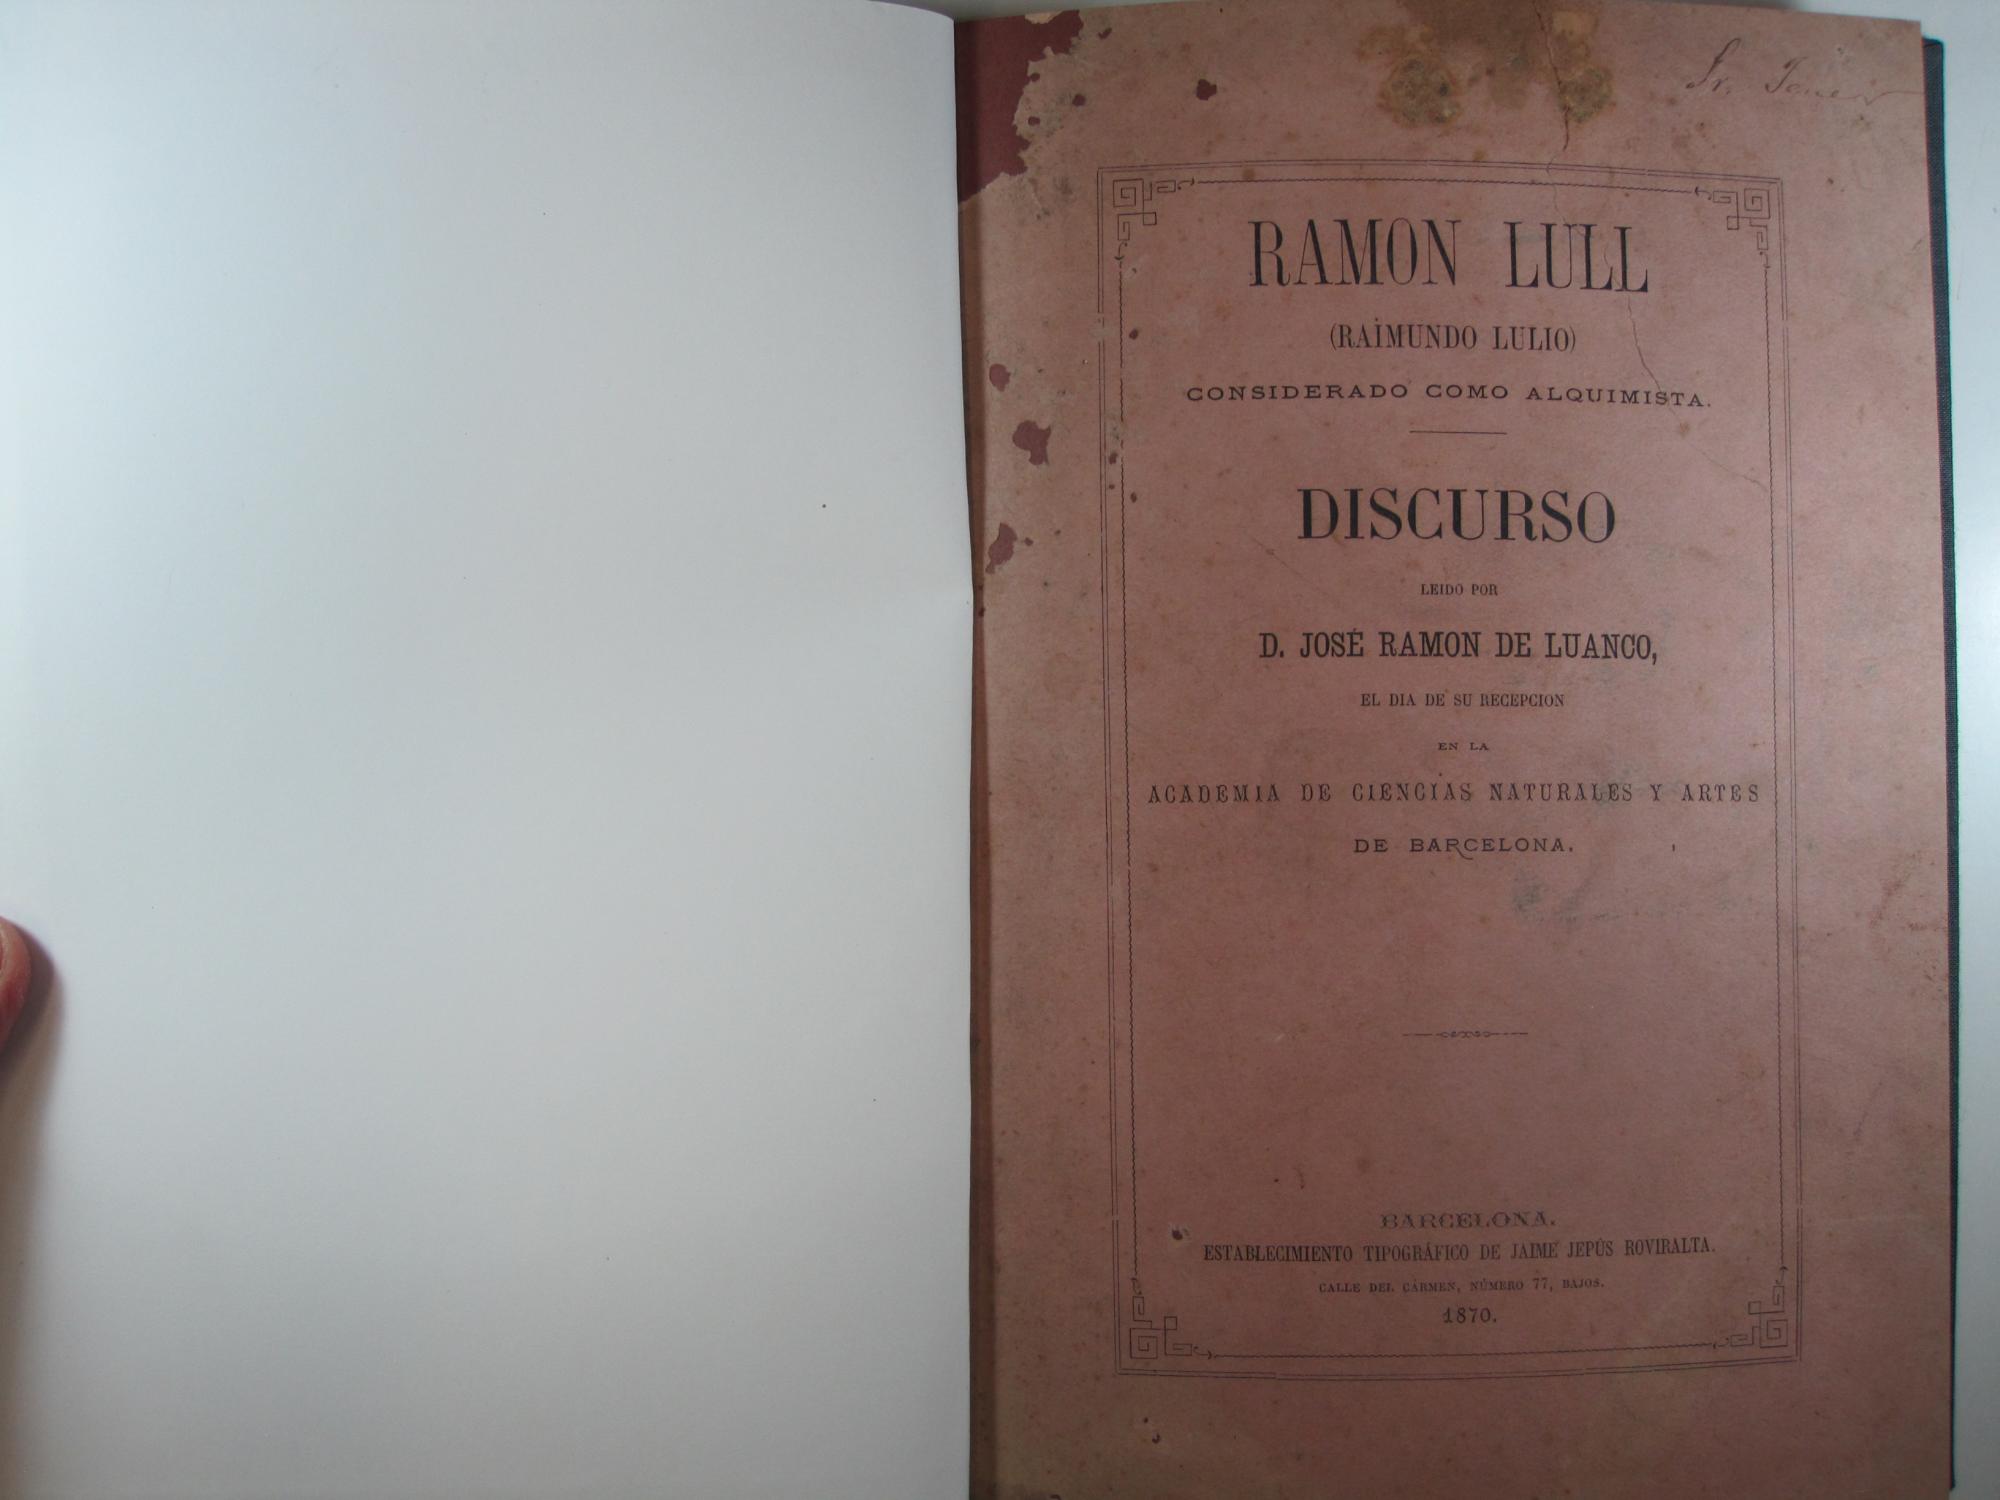 Sr.
RAMON LULL
(RAIMUNDO LULIO)
CONSIDERADO COMO ALQUIMISTA.
DISCURSO
LEIDO POR
D. JOSÉ RAMON DE LUANCO,
EL DIA DE SU RECEPCION
EN LA
ACADEMIA DE CIENCIAS NATURALES Y ARTES
DE BARCELONA.
BARCELONA.
ESTABLECIMIENTO TIPOGRÁFICO DE JAIME JEPÚS ROVIRALTA.
CALLE DEL CÁRMEN, NÚMERO 77, BAJOS.
1870.